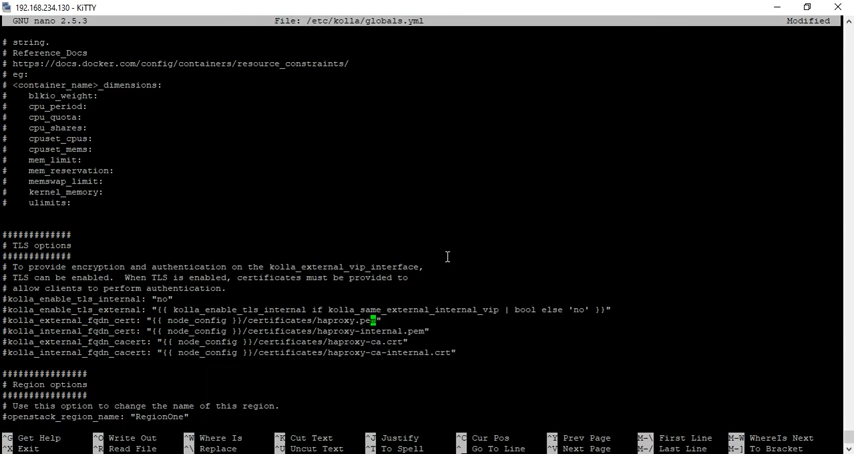 192.168.234.130 - KiTTY
GNU nano 2.5.3 File: /etc/kolla/globals.yml Modified
# string.
# Reference_Docs
# https://docs.docker.com/config/containers/resource_constraints/
# eg:
# <container_name>_dimensions:
#    blkio_weight:
#    cpu_period:
#    cpu_quota:
#    cpu_shares:
#    cpuset_cpus:
#    cpuset_mems:
#    mem_limit:
#    mem_reservation:
#    memswap_limit:
#    kernel_memory:
#    ulimits:
#############
# TLS options
#############
# To provide encryption and authentication on the kolla_external_vip_interface,
# TLS can be enabled.  When TLS is enabled, certificates must be provided to
# allow clients to perform authentication.
#kolla_enable_tls_internal: "no"
#kolla_enable_tls_external: "{{ kolla_enable_tls_internal if kolla_same_external_internal_vip | bool else 'no' }}"
#kolla_external_fqdn_cert: "{{ node_config }}/certificates/haproxy.pem"
#kolla_internal_fqdn_cert: "{{ node_config }}/certificates/haproxy-internal.pem"
#kolla_external_fqdn_cacert: "{{ node_config }}/certificates/haproxy-ca.crt"
#kolla_internal_fqdn_cacert: "{{ node_config }}/certificates/haproxy-ca-internal.crt"
################
# Region options
################
# Use this option to change the name of this region.
#openstack_region_name: "RegionOne"
^G Get Help ^O Write Out ^W Where Is ^K Cut Text ^J Justify ^C Cur Pos ^Y Prev Page M-\ First Line M-W WhereIs Next
^X Exit ^R Read File ^\ Replace ^U Uncut Text ^T To Spell ^_ Go To Line ^V Next Page M-/ Last Line M-] To Bracket